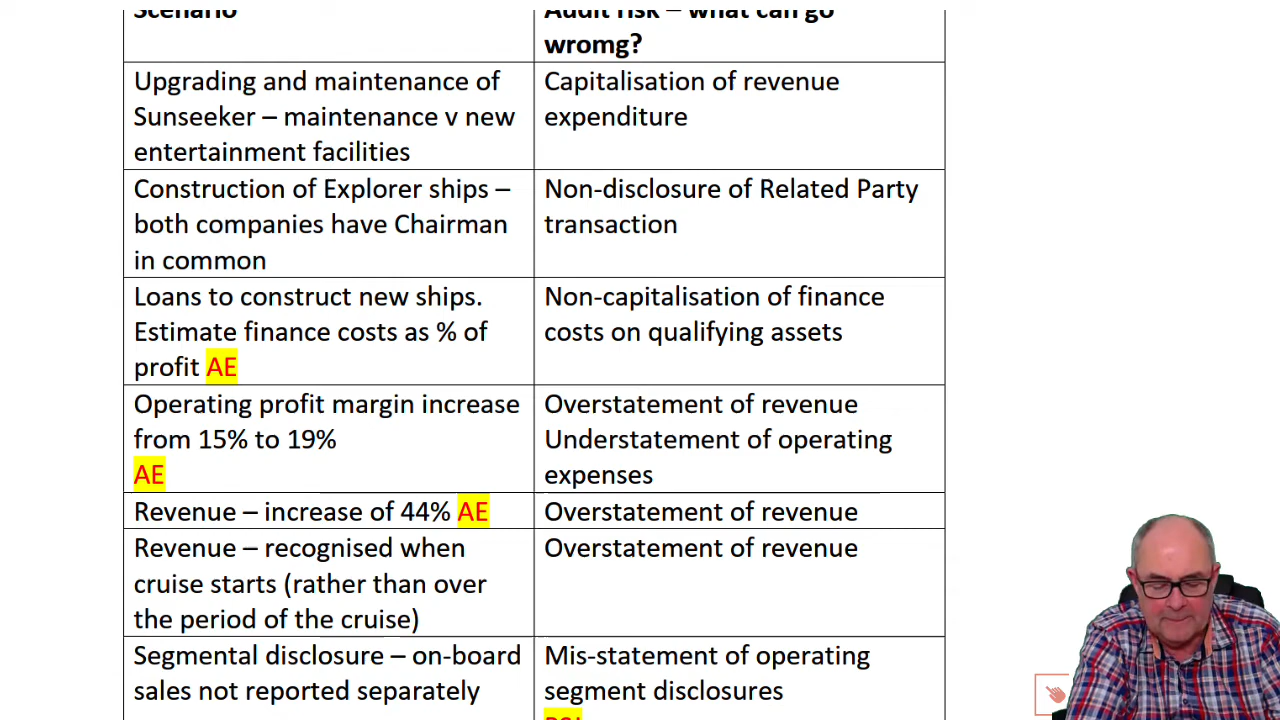 Scenario
Audit risk – what can go
wromg?
Upgrading and maintenance of
Sunseeker – maintenance v new
entertainment facilities
Capitalisation of revenue
expenditure
Construction of Explorer ships –
both companies have Chairman
in common
Non-disclosure of Related Party
transaction
Loans to construct new ships.
Estimate finance costs as % of
profit AE
Non-capitalisation of finance
costs on qualifying assets
Operating profit margin increase
from 15% to 19%
AE
Overstatement of revenue
Understatement of operating
expenses
Revenue – increase of 44% AE
Overstatement of revenue
Revenue – recognised when
cruise starts (rather than over
the period of the cruise)
Overstatement of revenue
Segmental disclosure – on-board
sales not reported separately
Mis-statement of operating
segment disclosures